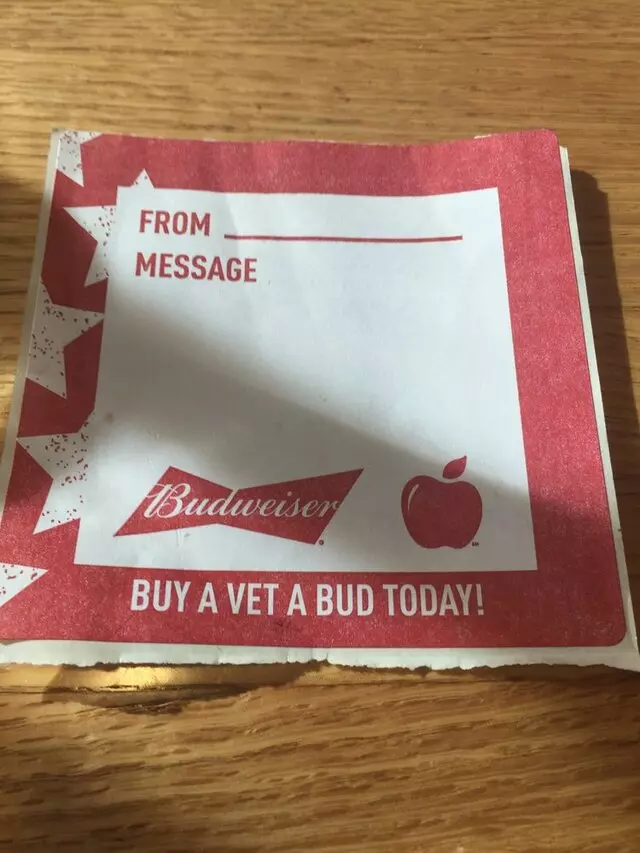 FROM
MESSAGE
Budweiser
BUY A VET A BUD TODAY!